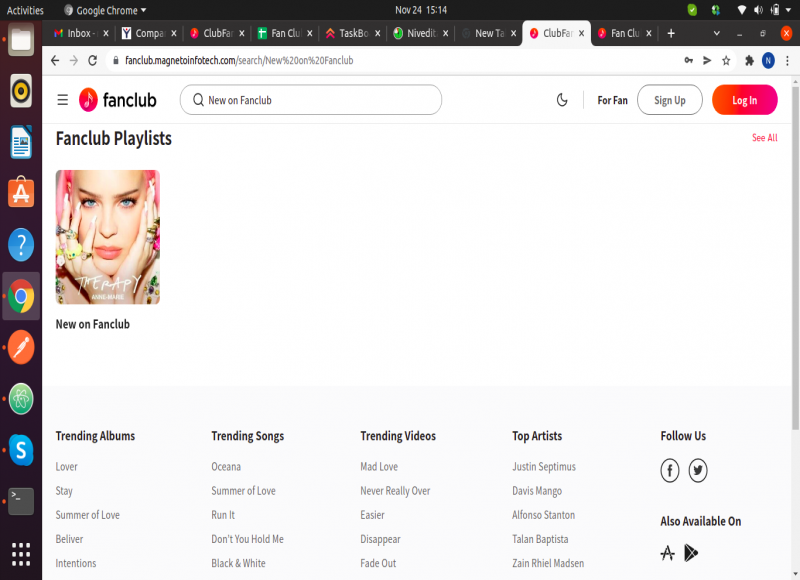 Activities
Google Chrome
Nov 24 15:14
Inbox -
Compa
ClubFan
Fan Clu
TaskBo
Nivedit
New Ta
ClubFan
Fan Clu
fanclub.magnetoinfotech.com/search/New%20on%20Fanclub
N
fanclub
New on Fanclub
For Fan
Sign Up
Log In
Fanclub Playlists
See All
THERAPY
ANNE-MARIE
New on Fanclub
Trending Albums
Lover
Stay
Summer of Love
Beliver
Intentions
Trending Songs
Oceana
Summer of Love
Run It
Don't You Hold Me
Black & White
Trending Videos
Mad Love
Never Really Over
Easier
Disappear
Fade Out
Top Artists
Justin Septimus
Davis Mango
Alfonso Stanton
Talan Baptista
Zain Rhiel Madsen
Follow Us
Also Available On